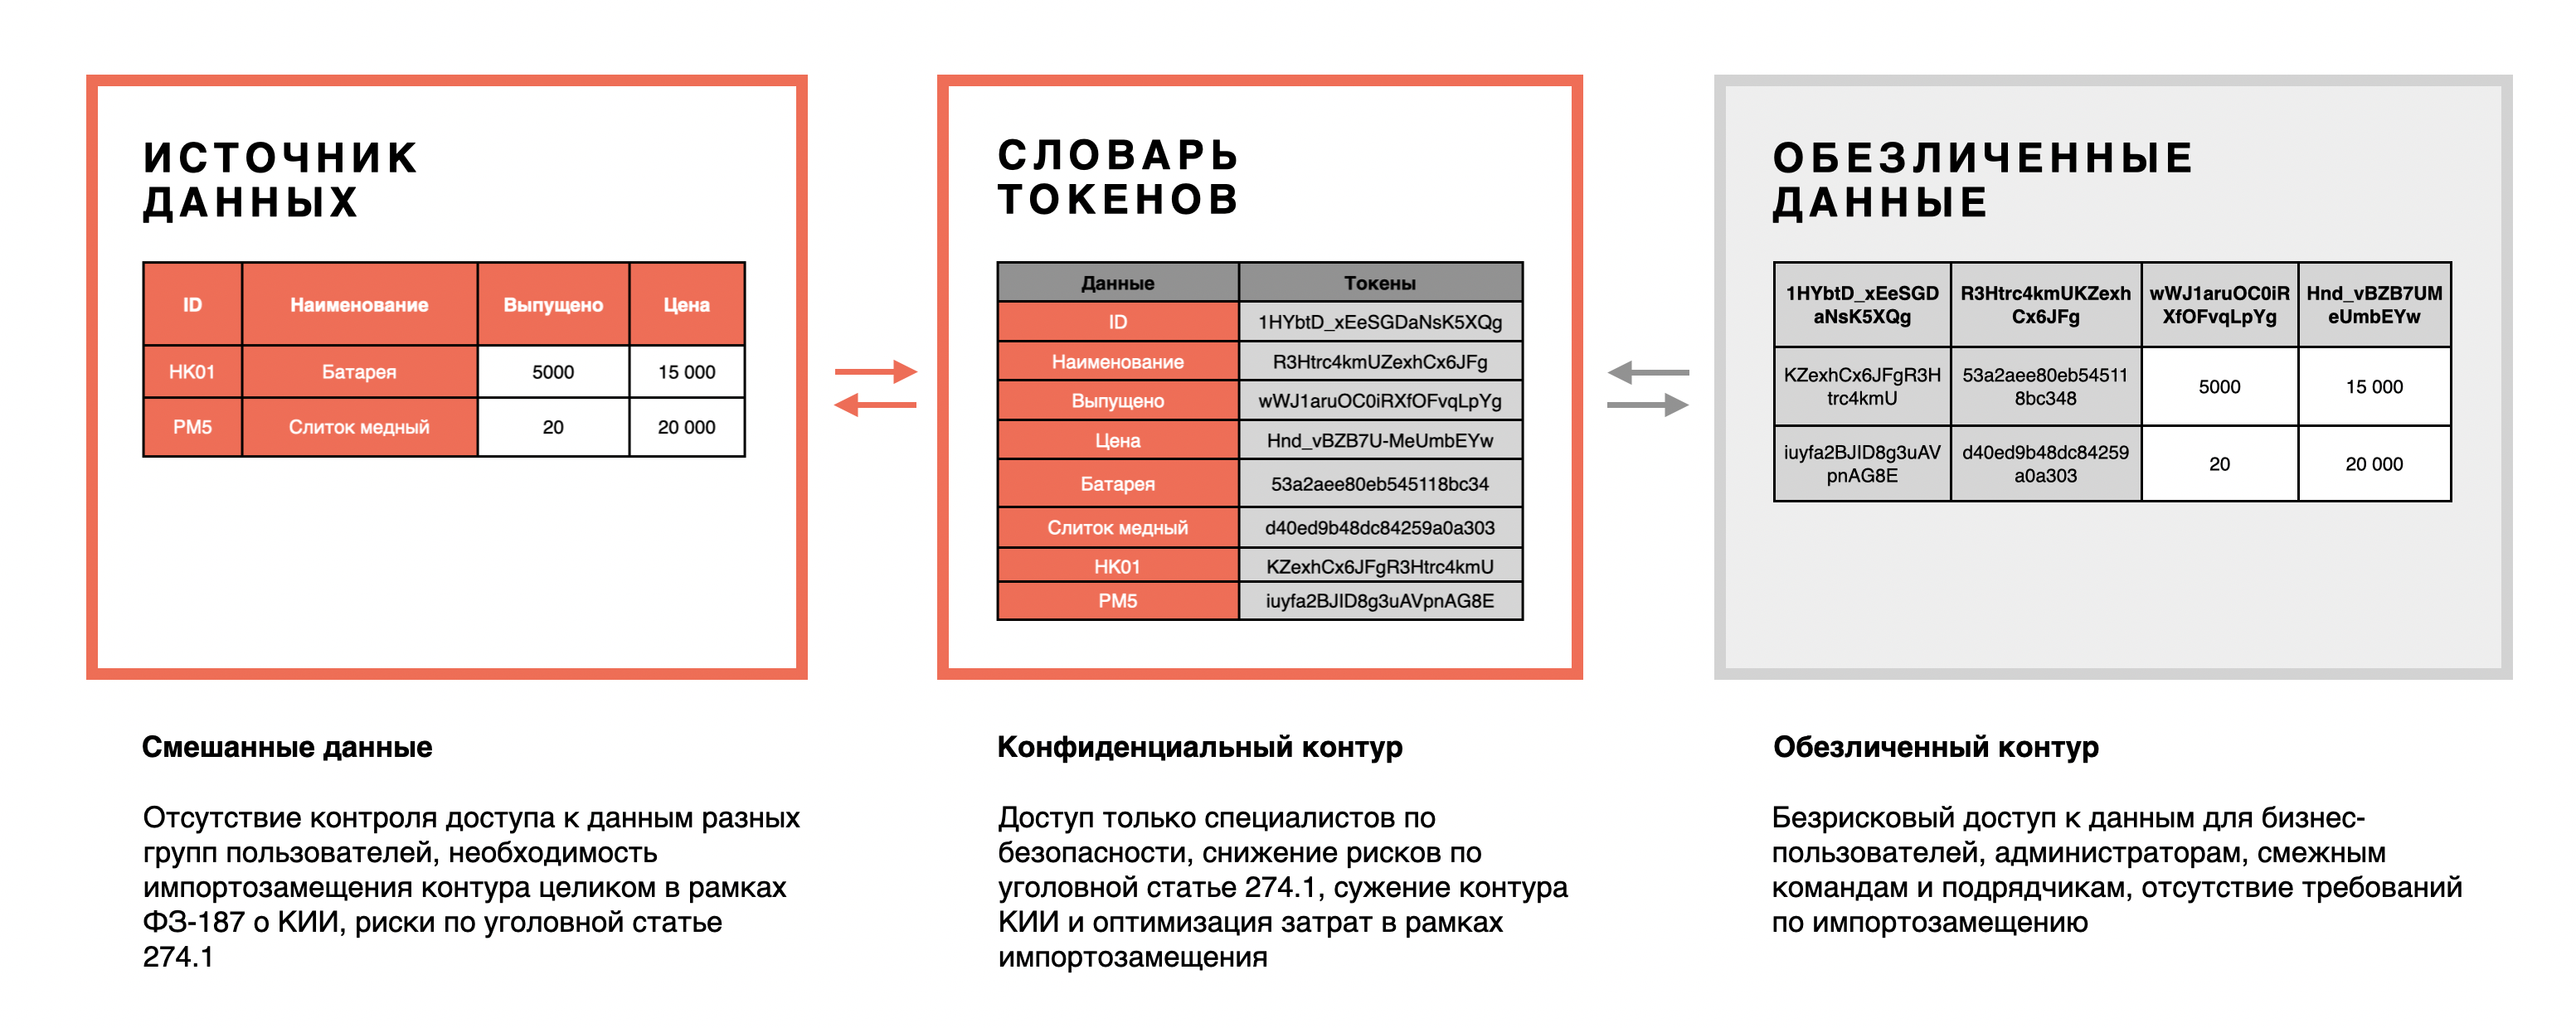 ИСТОЧНИК
ДАННЫХ
ID Наименование Выпущено Цена
НК01 Батарея 5000 15 000
РМ5 Слиток медный 20 20 000
СЛОВАРЬ
ТОКЕНОВ
Данные Токены
ID 1HYbtD_xEeSGDaNsK5XQg
Наименование R3Htrc4kmUZexhCx6JFg
Выпущено wWJ1aruOC0iRXfOFvqLpYg
Цена Hnd_vBZB7U-MeUmbEYw
Батарея 53a2aee80eb545118bc34
Слиток медный d40ed9b48dc84259a0a303
НК01 KZexhCx6JFgR3Htrc4kmU
РМ5 iuyfa2BJID8g3uAVpnAG8E
ОБЕЗЛИЧЕННЫЕ
ДАННЫЕ
1HYbtD_xEeSGD R3Htrc4kmUKZexh wWJ1aruOC0iR Hnd_vBZB7UM
aNsK5XQg Cx6JFg XfOFvqLpYg eUmbEYw
KZexhCx6JFgR3H 53a2aee80eb54511 5000 15 000
trc4kmU 8bc348
iuyfa2BJID8g3uAV d40ed9b48dc84259 20 20 000
pnAG8E a0a303
Смешанные данные
Отсутствие контроля доступа к данным разных
групп пользователей, необходимость
импортозамещения контура целиком в рамках
ФЗ-187 о КИИ, риски по уголовной статье
274.1
Конфиденциальный контур
Доступ только специалистов по
безопасности, снижение рисков по
уголовной статье 274.1, сужение контура
КИИ и оптимизация затрат в рамках
импортозамещения
Обезличенный контур
Безрисковый доступ к данным для бизнес-
пользователей, администраторам, смежным
командам и подрядчикам, отсутствие требований
по импортозамещению